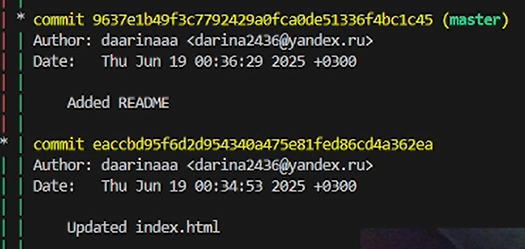 * commit 9637e1b49f3c7792429a0fca0de51336f4bc1c45 (master)
Author: daarinaaa <darina2436@yandex.ru>
Date: Thu Jun 19 00:36:29 2025 +0300
Added README
* commit eaccbd95f6d2d954340a475e81fed86cd4a362ea
Author: daarinaaa <darina2436@yandex.ru>
Date: Thu Jun 19 00:34:53 2025 +0300
Updated index.html